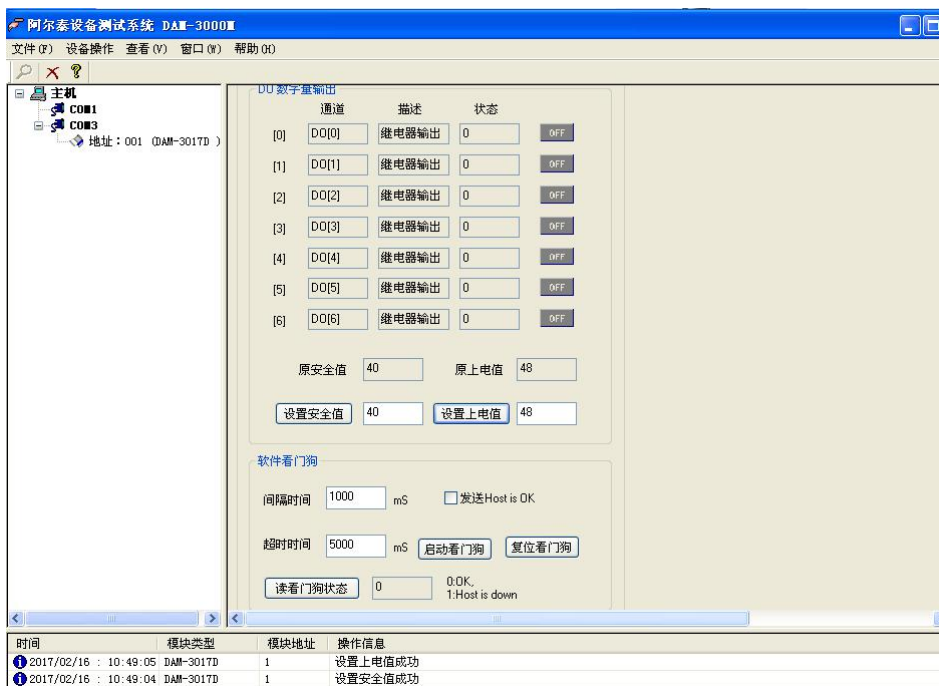 阿尔泰设备测试系统 DAM-3000M
文件(F) 设备操作 查看(V) 窗口(W) 帮助(H)
主机
COM1
COM3
地址：001 (DAM-3017D )
DO 数字量输出
通道 描述 状态
[0] DO[0] 继电器输出 0 OFF
[1] DO[1] 继电器输出 0 OFF
[2] DO[2] 继电器输出 0 OFF
[3] DO[3] 继电器输出 0 OFF
[4] DO[4] 继电器输出 0 OFF
[5] DO[5] 继电器输出 0 OFF
[6] DO[6] 继电器输出 0 OFF
原安全值 40 原上电值 48
设置安全值 40 设置上电值 48
软件看门狗
间隔时间 1000 mS 发送Host is OK
超时时间 5000 mS 启动看门狗 复位看门狗
读看门狗状态 0 0:OK,
1:Host is down
时间 模块类型 模块地址 操作信息
2017/02/16 : 10:49:05 DAM-3017D 1 设置上电值成功
2017/02/16 : 10:49:04 DAM-3017D 1 设置安全值成功